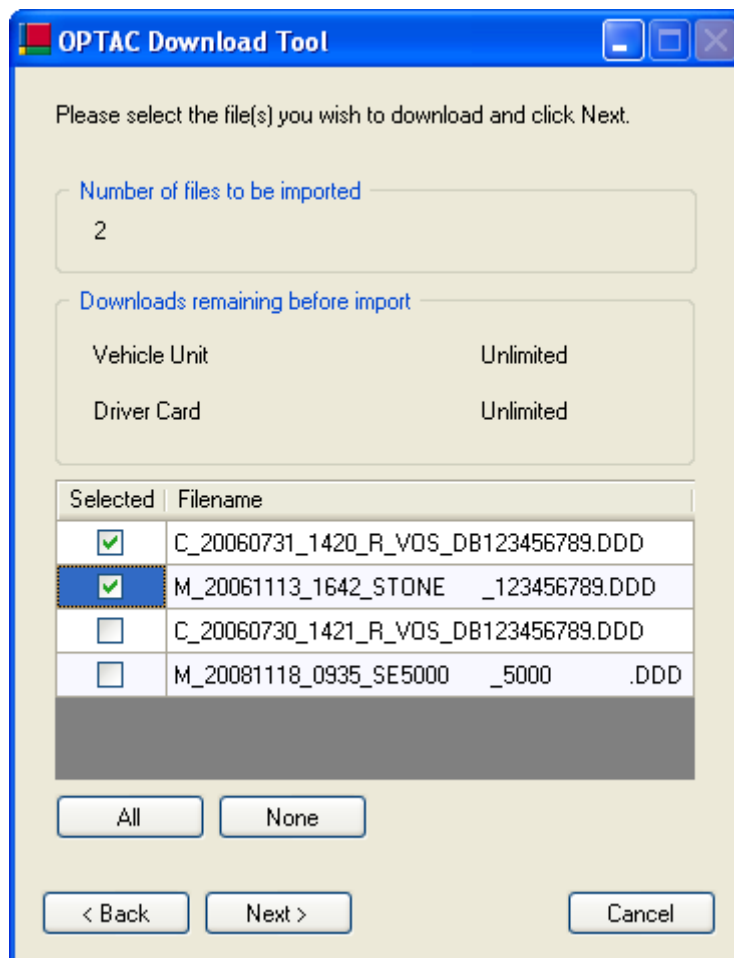 OPTAC Download Tool
Please select the file(s) you wish to download and click Next.
Number of files to be imported
2
Downloads remaining before import
Vehicle Unit Unlimited
Driver Card Unlimited
Selected Filename
C_20060731_1420_R_VOS_DB123456789.DDD
M_20061113_1642_STONE _123456789.DDD
C_20060730_1421_R_VOS_DB123456789.DDD
M_20081118_0935_SE5000 _5000 .DDD
All None
< Back Next > Cancel